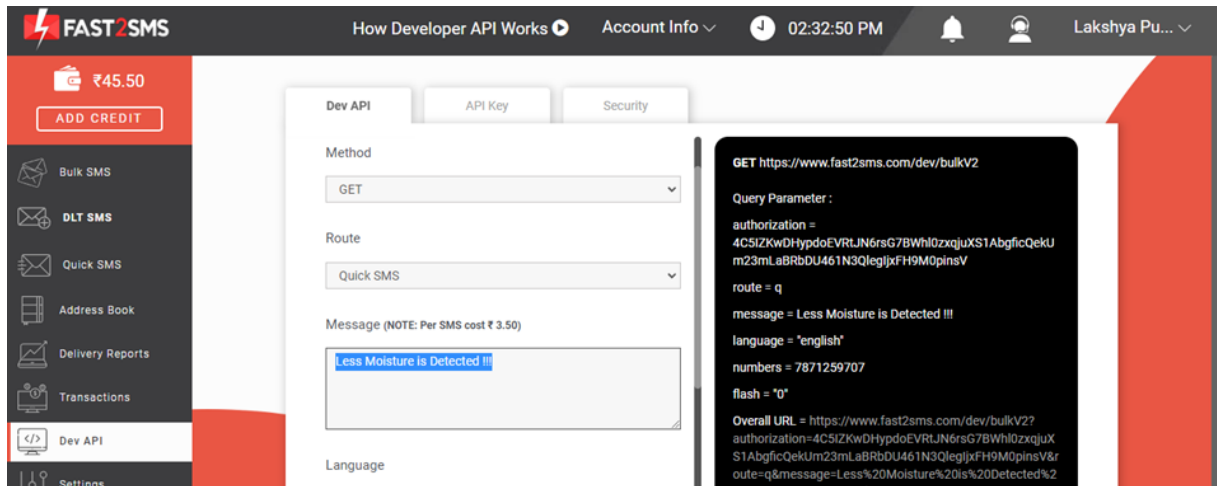 FAST2SMS
How Developer API Works
Account Info
02:32:50 PM
Lakshya Pu...
₹45.50
ADD CREDIT
Bulk SMS
DLT SMS
Quick SMS
Address Book
Delivery Reports
Transactions
Dev API
Settings
Dev API
API Key
Security
Method
GET
Route
Quick SMS
Message (NOTE: Per SMS cost ₹ 3.50)
Less Moisture is Detected !!!
Language
GET https://www.fast2sms.com/dev/bulkV2
Query Parameter :
authorization =
4C5IZKwDHypdoEVRtJN6rsG7BWhl0zxqjuXS1AbgficQekU
m23mLaBRbDU461N3QlegIjxFH9M0pinsV
route = q
message = Less Moisture is Detected !!!
language = "english"
numbers = 7871259707
flash = "0"
Overall URL = https://www.fast2sms.com/dev/bulkV2?
authorization=4C5IZKwDHypdoEVRtJN6rsG7BWhl0zxqjuX
S1AbgficQekUm23mLaBRbDU461N3QlegIjxFH9M0pinsV&r
oute=q&message=Less%20Moisture%20is%20Detected%2